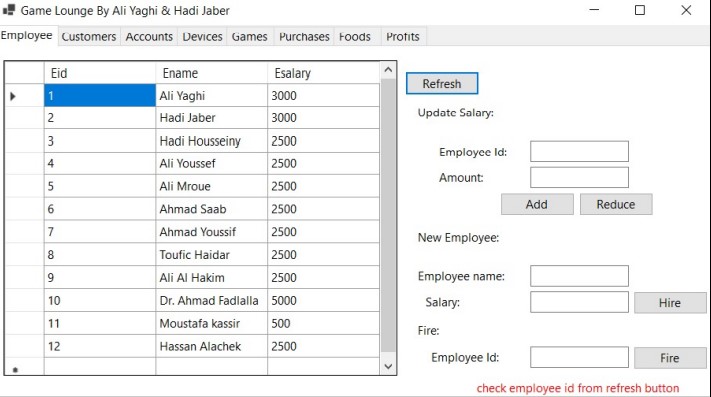 Game Lounge By Ali Yaghi & Hadi Jaber
Employee Customers Accounts Devices Games Purchases Foods Profits
Eid Ename Esalary
1 Ali Yaghi 3000
2 Hadi Jaber 3000
3 Hadi Housseiny 2500
4 Ali Youssef 2500
5 Ali Mroue 2500
6 Ahmad Saab 2500
7 Ahmad Youssif 2500
8 Toufic Haidar 2500
9 Ali Al Hakim 2500
10 Dr. Ahmad Fadlalla 5000
11 Moustafa kassir 500
12 Hassan Alachek 2500
Refresh
Update Salary:
Employee Id:
Amount:
Add Reduce
New Employee:
Employee name:
Salary: Hire
Fire:
Employee Id: Fire
check employee id from refresh button